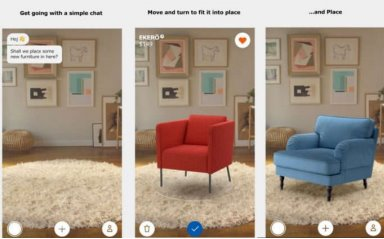 Get going with a simple chat
Move and turn to fit it into place
...and Place
Hej 👋
Shall we place some
new furniture in here?
EKERÖ
$149